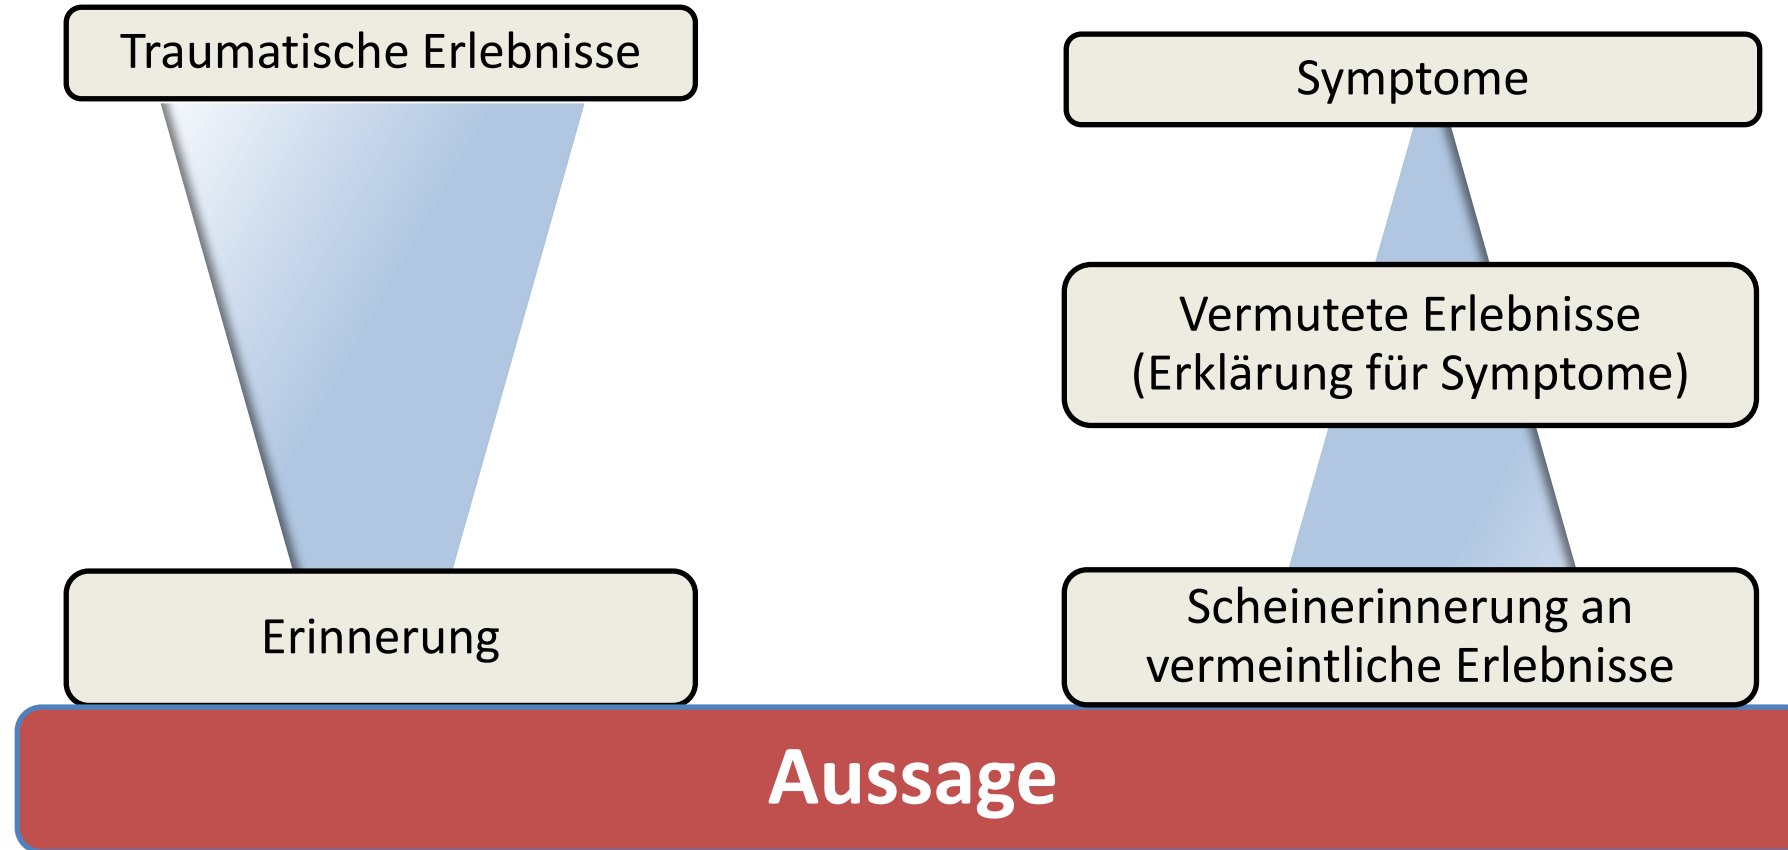 Traumatische Erlebnisse
Erinnerung
Symptome
Vermutete Erlebnisse
(Erklärung für Symptome)
Scheinerinnerung an
vermeintliche Erlebnisse
Aussage